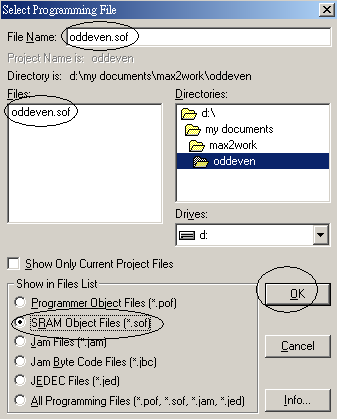 Select Programming File
File Name: oddeven.sof
Project Name is: oddeven
Directory is: d:\my documents\max2work\oddeven
Files:
oddeven.sof
Directories:
d:\
my documents
max2work
oddeven
Drives:
d:
Show Only Current Project Files
Show in Files List
Programmer Object Files (*.pof)
SRAM Object Files (*.sof)
Jam Files (*.jam)
Jam Byte Code Files (*.jbc)
JEDEC Files (*.jed)
All Programming Files (*.pof, *.sof, *.jam, *.jed)
OK
Cancel
Info...